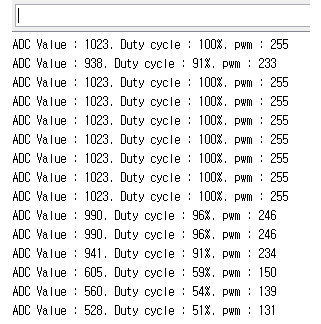 ADC Value : 1023. Duty cycle : 100%. pwm : 255
ADC Value : 938. Duty cycle : 91%. pwm : 233
ADC Value : 1023. Duty cycle : 100%. pwm : 255
ADC Value : 1023. Duty cycle : 100%. pwm : 255
ADC Value : 1023. Duty cycle : 100%. pwm : 255
ADC Value : 1023. Duty cycle : 100%. pwm : 255
ADC Value : 1023. Duty cycle : 100%. pwm : 255
ADC Value : 1023. Duty cycle : 100%. pwm : 255
ADC Value : 1023. Duty cycle : 100%. pwm : 255
ADC Value : 990. Duty cycle : 96%. pwm : 246
ADC Value : 990. Duty cycle : 96%. pwm : 246
ADC Value : 941. Duty cycle : 91%. pwm : 234
ADC Value : 605. Duty cycle : 59%. pwm : 150
ADC Value : 560. Duty cycle : 54%. pwm : 139
ADC Value : 528. Duty cycle : 51%. pwm : 131